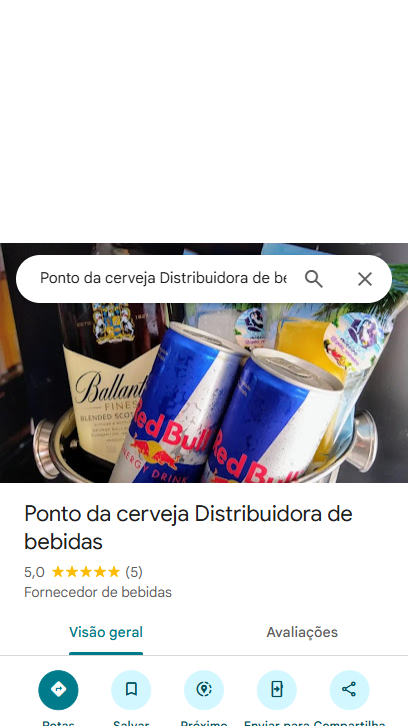 Ponto da cerveja Distribuidora de be
Ballant
FINES
BLENDED SCO
Red Bull
ENERGY DRINK
Red Bull
Ponto da cerveja Distribuidora de
bebidas
5,0 (5)
Fornecedor de bebidas
Visão geral Avaliações
Rotas Salvar Próximo Enviar para Compartilha